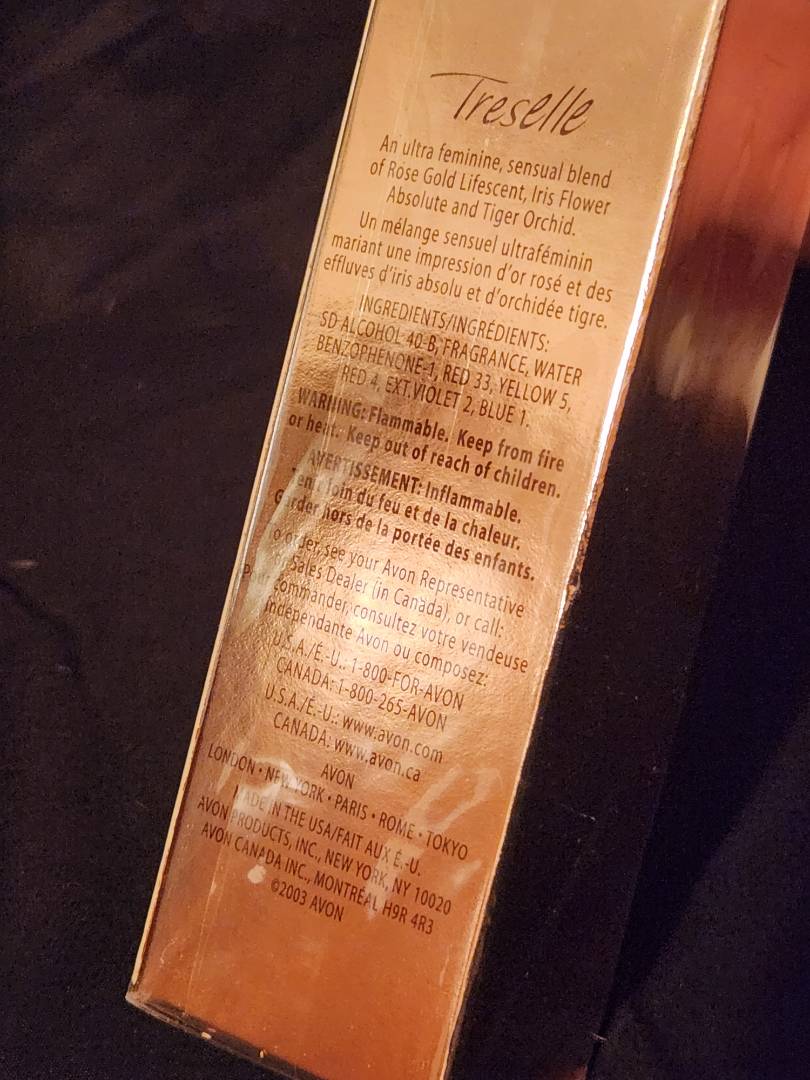 Treselle
An ultra feminine, sensual blend
of Rose Gold Lifescent, Iris Flower
Absolute and Tiger Orchid.
Un mélange sensuel ultraféminin
mariant une impression d'or rosé et des
effluves d'iris absolu et d'orchidée tigre.
INGREDIENTS/INGRÉDIENTS:
SD ALCOHOL 40-B, FRAGRANCE, WATER
BENZOPHENONE-1, RED 33, YELLOW 5,
RED 4, EXT.VIOLET 2, BLUE 1.
WARNING: Flammable. Keep from fire
or heat. Keep out of reach of children.
AVERTISSEMENT: Inflammable.
Tenir loin du feu et de la chaleur.
Garder hors de la portée des enfants.
To order, see your Avon Representative
Sales Dealer (in Canada), or call:
Pour commander, consultez votre vendeuse
indépendante Avon ou composez:
U.S.A./É.-U.: 1-800-FOR-AVON
CANADA: 1-800-265-AVON
U.S.A./É.-U.: www.avon.com
CANADA: www.avon.ca
AVON
LONDON • NEW YORK • PARIS • ROME • TOKYO
MADE IN THE USA/FAIT AUX É.-U.
AVON PRODUCTS, INC., NEW YORK, NY 10020
AVON CANADA INC., MONTRÉAL H9R 4R3
©2003 AVON